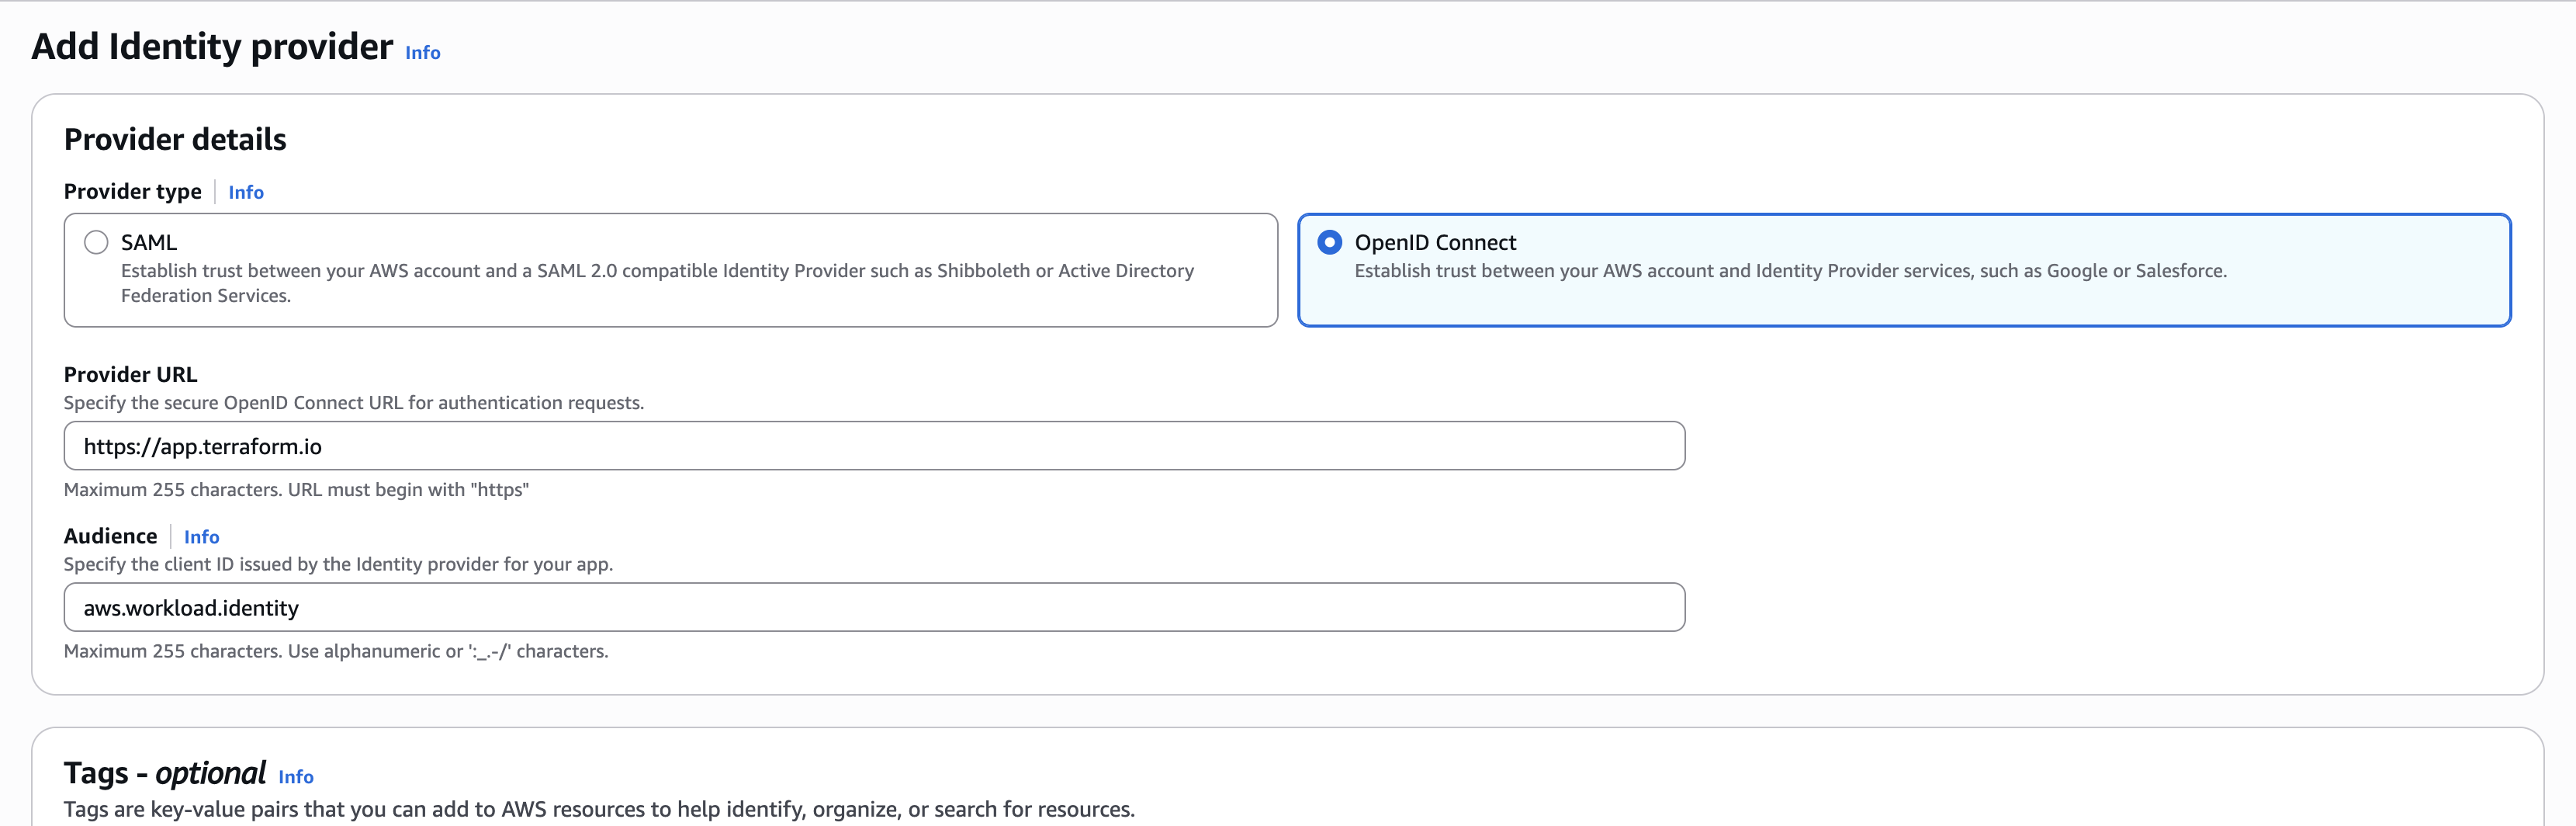 Add Identity provider Info
Provider details
Provider type Info
SAML
Establish trust between your AWS account and a SAML 2.0 compatible Identity Provider such as Shibboleth or Active Directory
Federation Services.
OpenID Connect
Establish trust between your AWS account and Identity Provider services, such as Google or Salesforce.
Provider URL
Specify the secure OpenID Connect URL for authentication requests.
https://app.terraform.io
Maximum 255 characters. URL must begin with "https"
Audience Info
Specify the client ID issued by the Identity provider for your app.
aws.workload.identity
Maximum 255 characters. Use alphanumeric or ':_.-/' characters.
Tags - optional Info
Tags are key-value pairs that you can add to AWS resources to help identify, organize, or search for resources.